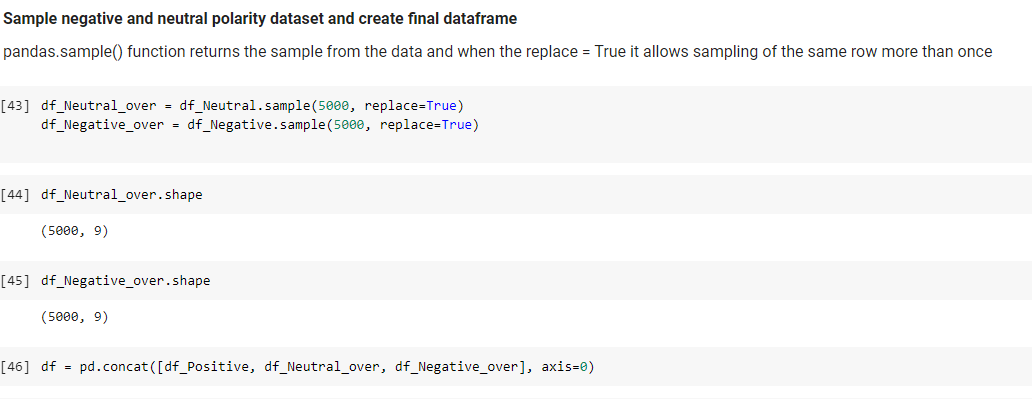 Sample negative and neutral polarity dataset and create final dataframe
pandas.sample() function returns the sample from the data and when the replace = True it allows sampling of the same row more than once
[43] df_Neutral_over = df_Neutral.sample(5000, replace=True)
df_Negative_over = df_Negative.sample(5000, replace=True)
[44] df_Neutral_over.shape
(5000, 9)
[45] df_Negative_over.shape
(5000, 9)
[46] df = pd.concat([df_Positive, df_Neutral_over, df_Negative_over], axis=0)